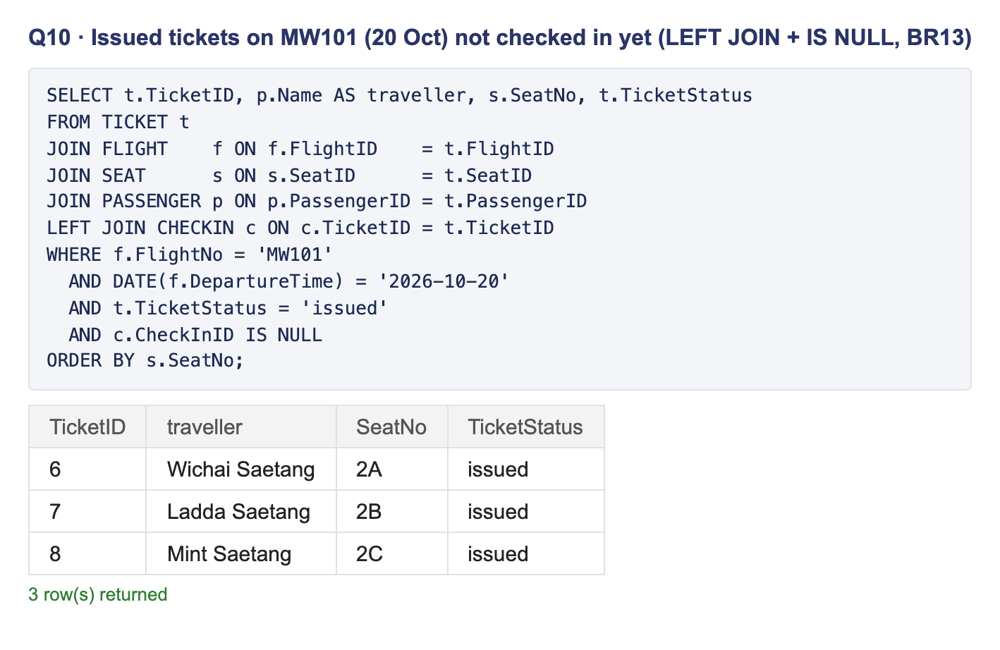 Q10 · Issued tickets on MW101 (20 Oct) not checked in yet (LEFT JOIN + IS NULL, BR13)
SELECT t.TicketID, p.Name AS traveller, s.SeatNo, t.TicketStatus
FROM TICKET t
JOIN FLIGHT    f ON f.FlightID    = t.FlightID
JOIN SEAT      s ON s.SeatID      = t.SeatID
JOIN PASSENGER p ON p.PassengerID = t.PassengerID
LEFT JOIN CHECKIN c ON c.TicketID = t.TicketID
WHERE f.FlightNo = 'MW101'
  AND DATE(f.DepartureTime) = '2026-10-20'
  AND t.TicketStatus = 'issued'
  AND c.CheckInID IS NULL
ORDER BY s.SeatNo;
TicketID traveller SeatNo TicketStatus
6 Wichai Saetang 2A issued
7 Ladda Saetang 2B issued
8 Mint Saetang 2C issued
3 row(s) returned